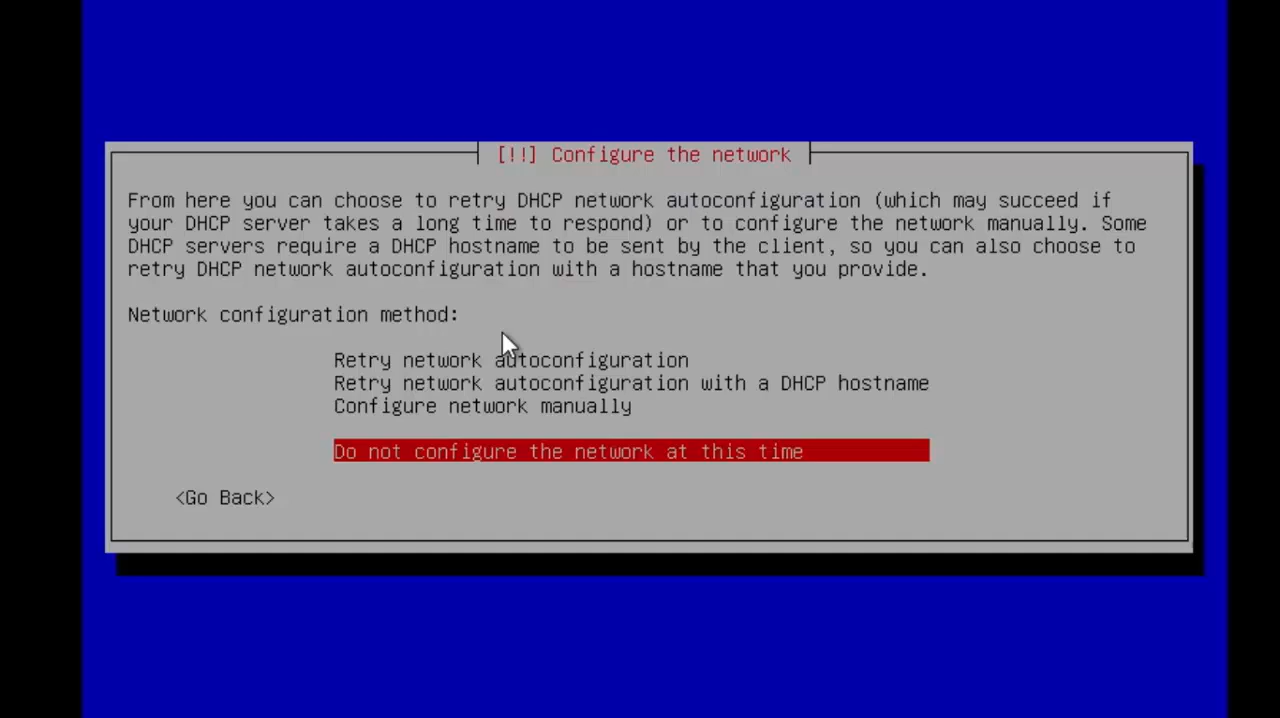 [!!] Configure the network
From here you can choose to retry DHCP network autoconfiguration (which may succeed if
your DHCP server takes a long time to respond) or to configure the network manually. Some
DHCP servers require a DHCP hostname to be sent by the client, so you can also choose to
retry DHCP network autoconfiguration with a hostname that you provide.
Network configuration method:
Retry network autoconfiguration
Retry network autoconfiguration with a DHCP hostname
Configure network manually
Do not configure the network at this time
<Go Back>